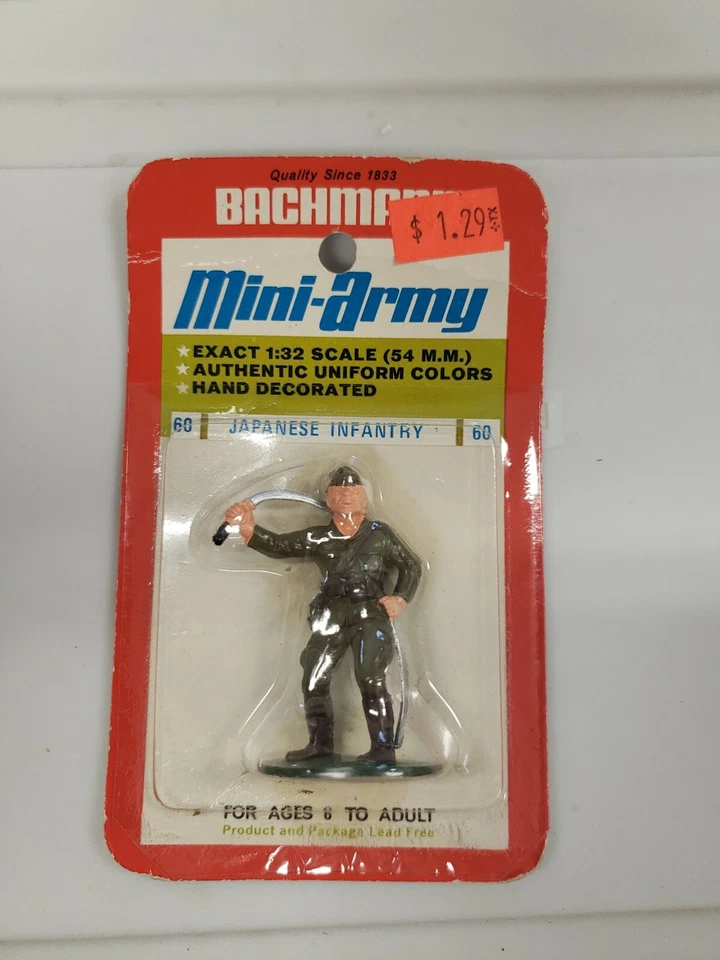 Quality Since 1833
$ 1.29
Mini-Army
★ EXACT 1:32 SCALE (54 M.M.)
★ AUTHENTIC UNIFORM COLORS
★ HAND DECORATED
60 JAPANESE INFANTRY 60
FOR AGES 6 TO ADULT
Product and Package Lead Free